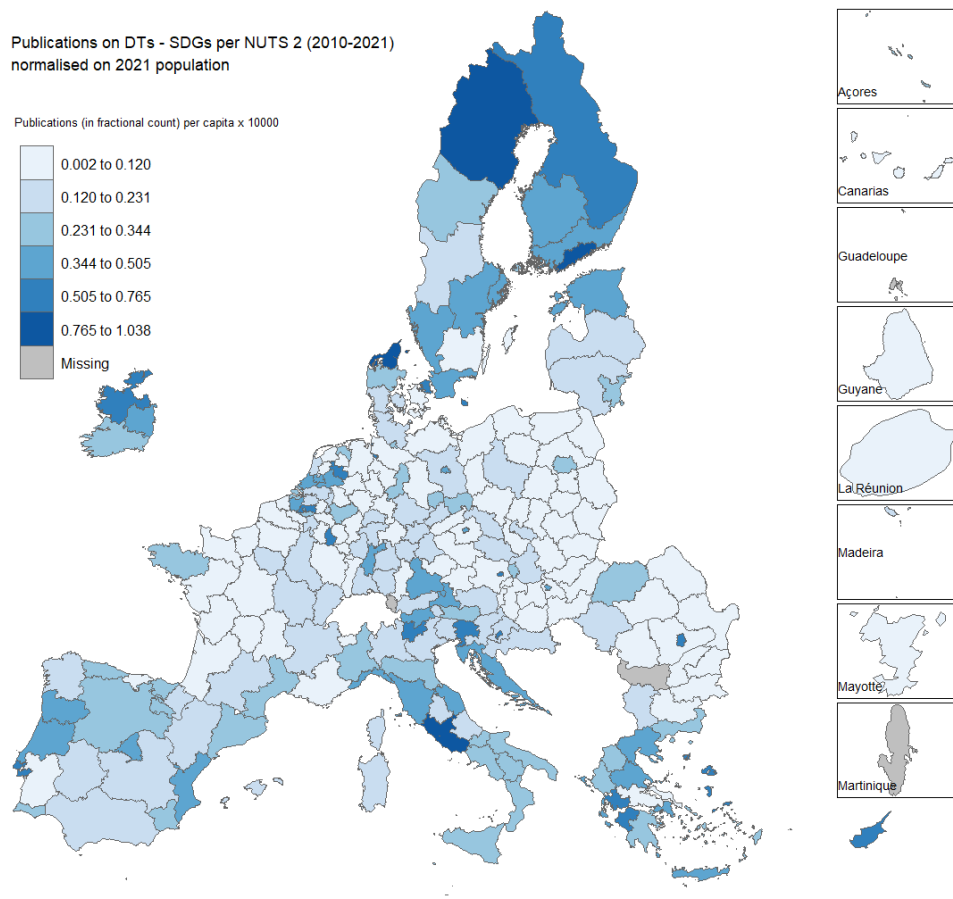 Publications on DTs - SDGs per NUTS 2 (2010-2021)
normalised on 2021 population
Publications (in fractional count) per capita x 10000
0.002 to 0.120
0.120 to 0.231
0.231 to 0.344
0.344 to 0.505
0.505 to 0.765
0.765 to 1.038
Missing
Açores
Canarias
Guadeloupe
Guyane
La Réunion
Madeira
Mayotte
Martinique